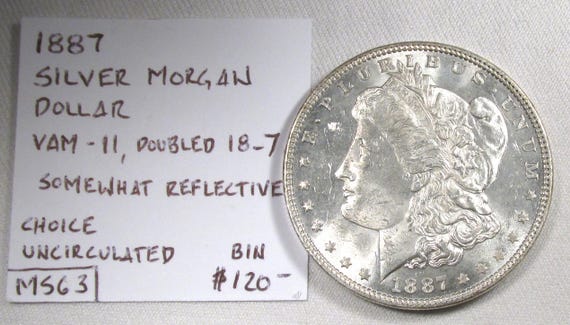 1887
SILVER MORGAN
DOLLAR
VAM-11, DOUBLED 18-7
SOMEWHAT REFLECTIVE
CHOICE
UNCIRCULATED BIN
MS63 $120-
E·PLURIBUS·UNUM
1887